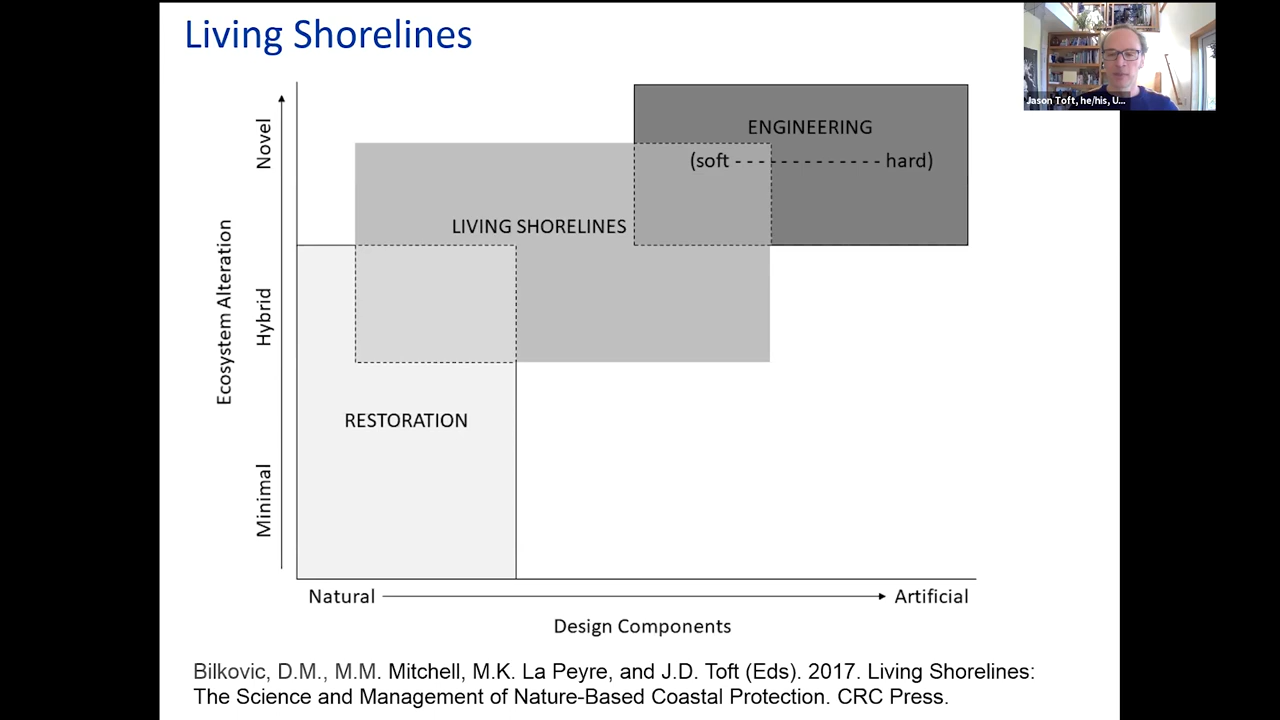 Living Shorelines
Jason Toft, he/his, U...
Novel
Hybrid
Minimal
Ecosystem Alteration
ENGINEERING
(soft - - - - - - - - - - - - - hard)
LIVING SHORELINES
RESTORATION
Natural
Artificial
Design Components
Bilkovic, D.M., M.M. Mitchell, M.K. La Peyre, and J.D. Toft (Eds). 2017. Living Shorelines:
The Science and Management of Nature-Based Coastal Protection. CRC Press.